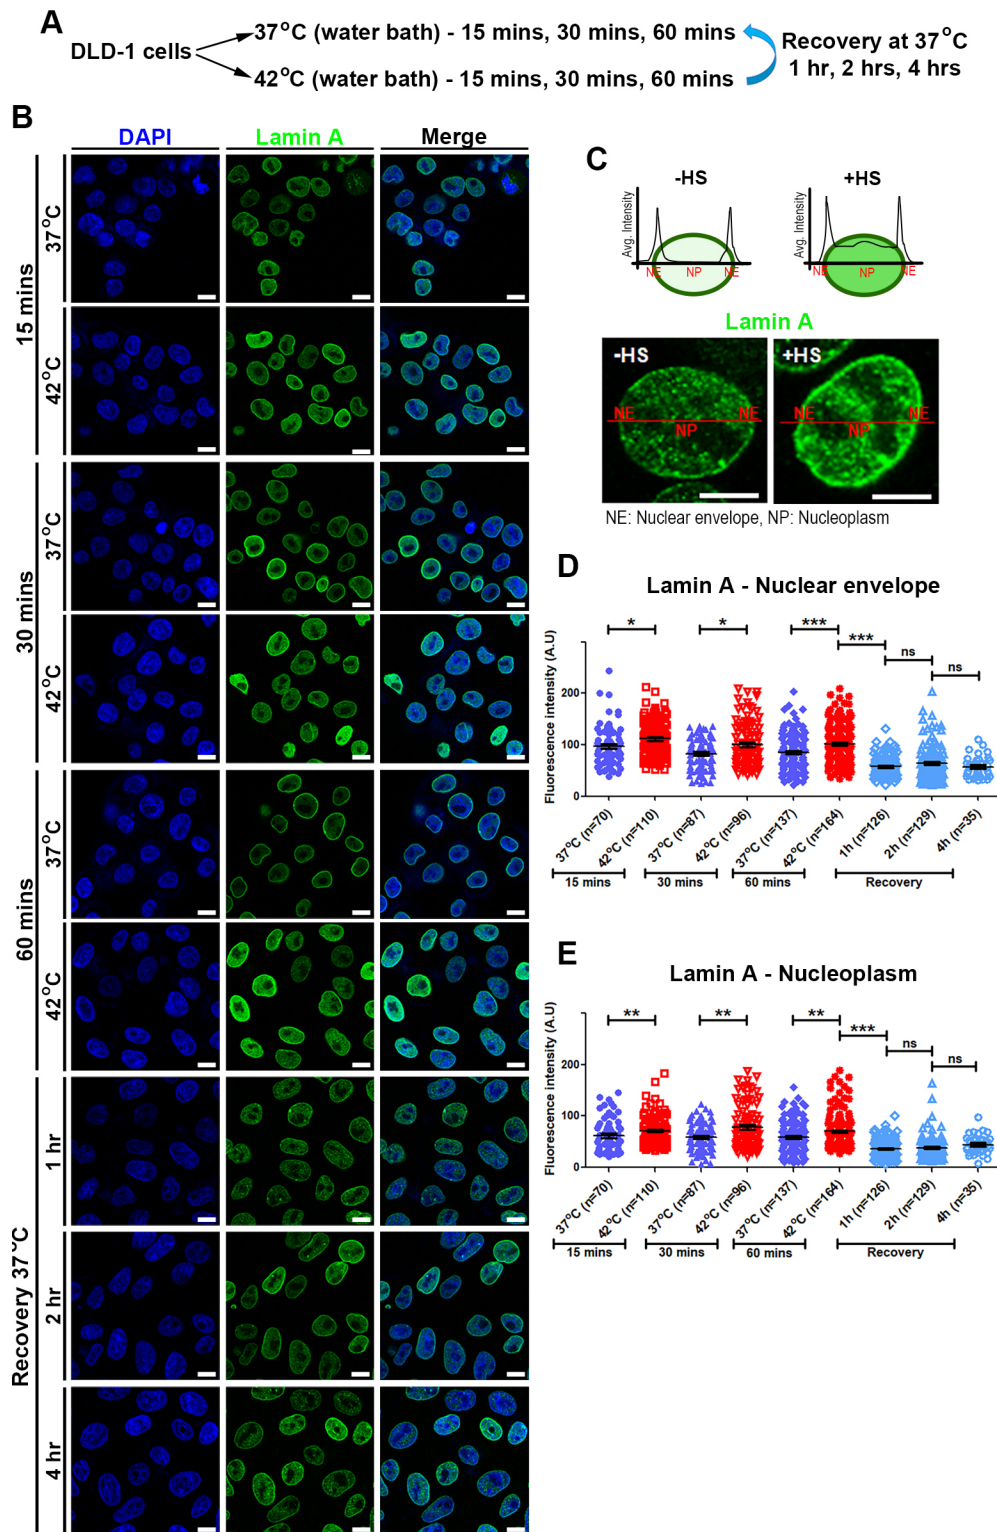 A
DLD-1 cells
37°C (water bath) - 15 mins, 30 mins, 60 mins
42°C (water bath) - 15 mins, 30 mins, 60 mins
Recovery at 37°C
1 hr, 2 hrs, 4 hrs
B
DAPI
Lamin A
Merge
15 mins
37°C
42°C
30 mins
37°C
42°C
60 mins
37°C
42°C
Recovery 37°C
1 hr
2 hr
4 hr
C
-HS
+HS
Avg. Intensity
NE
NP
NE
Avg. Intensity
NE
NP
NE
Lamin A
-HS
NE
NE
NP
+HS
NE
NE
NP
NE: Nuclear envelope, NP: Nucleoplasm
D
Lamin A - Nuclear envelope
* * *** *** ns ns
Fluorescence intensity (A.U)
200
100
0
37°C (n=70)
42°C (n=110)
37°C (n=87)
42°C (n=96)
37°C (n=137)
42°C (n=164)
1h (n=126)
2h (n=129)
4h (n=35)
15 mins
30 mins
60 mins
Recovery
E
Lamin A - Nucleoplasm
** ** ** *** ns ns
Fluorescence intensity (A.U)
200
100
0
37°C (n=70)
42°C (n=110)
37°C (n=87)
42°C (n=96)
37°C (n=137)
42°C (n=164)
1h (n=126)
2h (n=129)
4h (n=35)
15 mins
30 mins
60 mins
Recovery